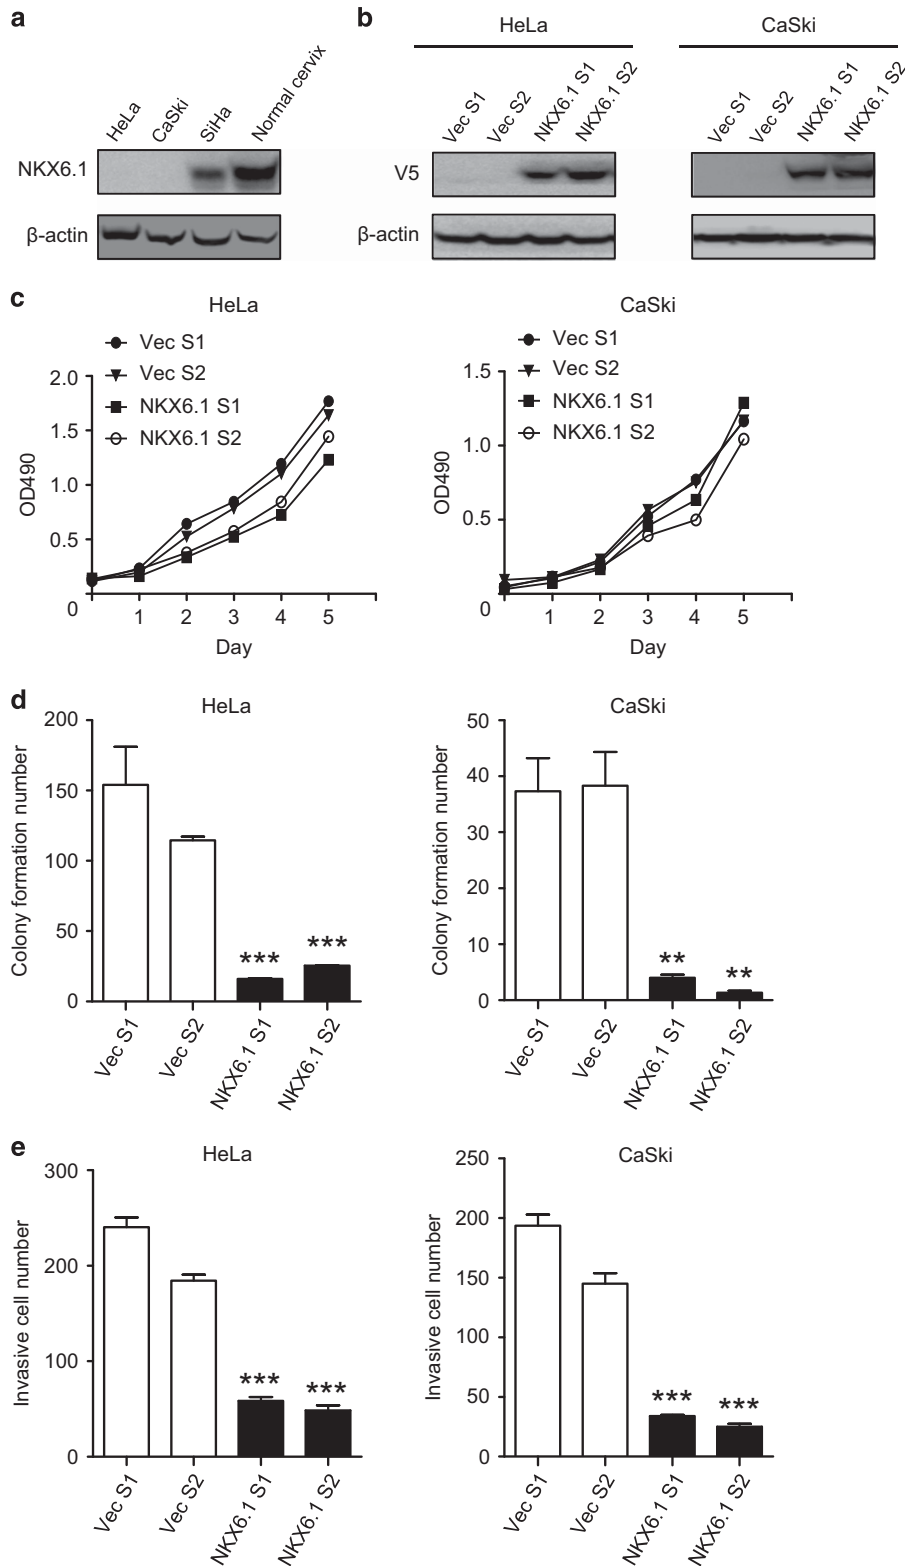 a
HeLa
CaSki
SiHa
Normal cervix
NKX6.1
β-actin
b
HeLa
CaSki
Vec S1
Vec S2
NKX6.1 S1
NKX6.1 S2
Vec S1
Vec S2
NKX6.1 S1
NKX6.1 S2
V5
β-actin
c
HeLa
Vec S1
Vec S2
NKX6.1 S1
NKX6.1 S2
OD490
2.0
1.5
1.0
0.5
0
1 2 3 4 5
Day
CaSki
Vec S1
Vec S2
NKX6.1 S1
NKX6.1 S2
OD490
1.5
1.0
0.5
0
1 2 3 4 5
Day
d
HeLa
Colony formation number
200
150
100
50
0
*** ***
Vec S1
Vec S2
NKX6.1 S1
NKX6.1 S2
CaSki
Colony formation number
50
40
30
20
10
0
** **
Vec S1
Vec S2
NKX6.1 S1
NKX6.1 S2
e
HeLa
Invasive cell number
300
200
100
0
*** ***
Vec S1
Vec S2
NKX6.1 S1
NKX6.1 S2
CaSki
Invasive cell number
250
200
150
100
50
0
*** ***
Vec S1
Vec S2
NKX6.1 S1
NKX6.1 S2